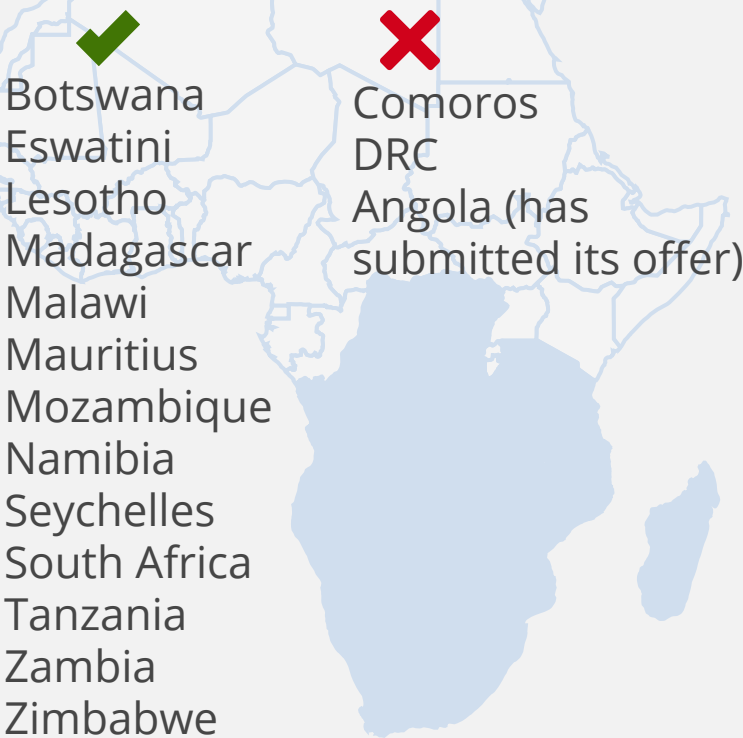 Botswana
Eswatini
Lesotho
Madagascar
Malawi
Mauritius
Mozambique
Namibia
Seychelles
South Africa
Tanzania
Zambia
Zimbabwe
Comoros
DRC
Angola (has
submitted its offer)